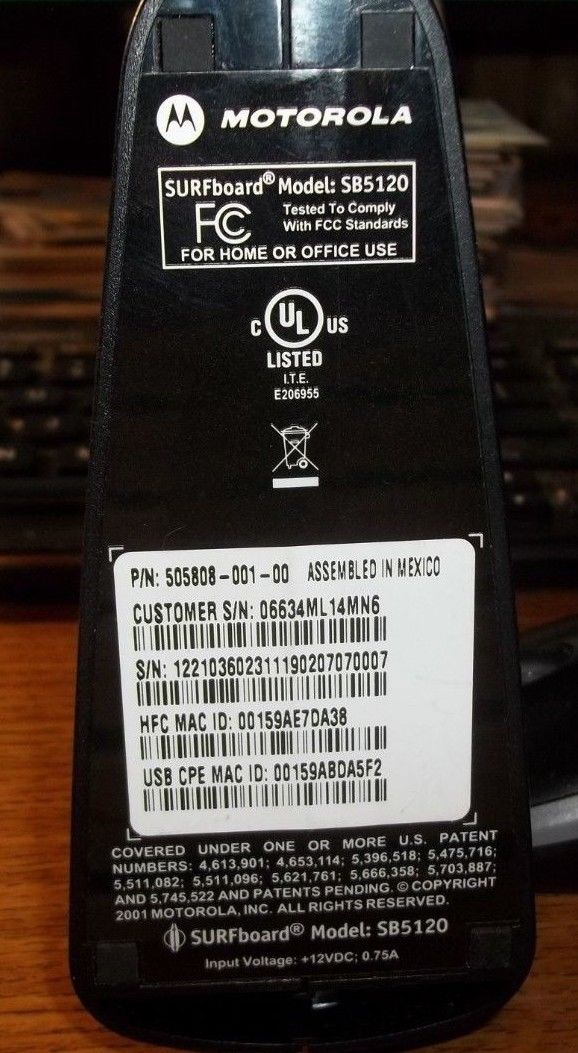 MOTOROLA
SURFboard® Model: SB5120
FC Tested To Comply
With FCC Standards
FOR HOME OR OFFICE USE
C UL US
LISTED
I.T.E.
E206955
P/N: 505808-001-00 ASSEMBLED IN MEXICO
CUSTOMER S/N: 06634ML14MN6
S/N: 122103602311190207070007
HFC MAC ID: 00159AE7DA38
USB CPE MAC ID: 00159ABDA5F2
COVERED UNDER ONE OR MORE U.S. PATENT
NUMBERS: 4,613,901; 4,653,114; 5,396,518; 5,475,716;
5,511,082; 5,511,096; 5,621,761; 5,666,358; 5,703,887;
AND 5,745,522 AND PATENTS PENDING. © COPYRIGHT
2001 MOTOROLA, INC. ALL RIGHTS RESERVED.
SURFboard® Model: SB5120
Input Voltage: +12VDC; 0.75A